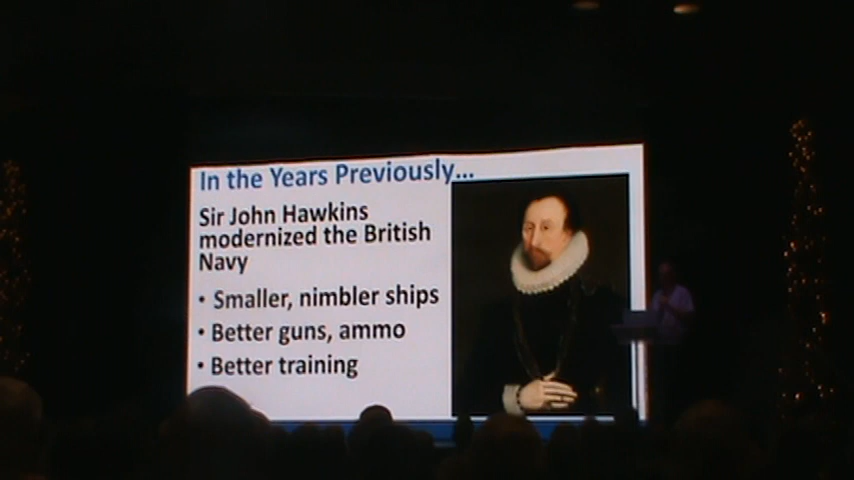 In the Years Previously...
Sir John Hawkins
modernized the British
Navy
• Smaller, nimbler ships
• Better guns, ammo
• Better training